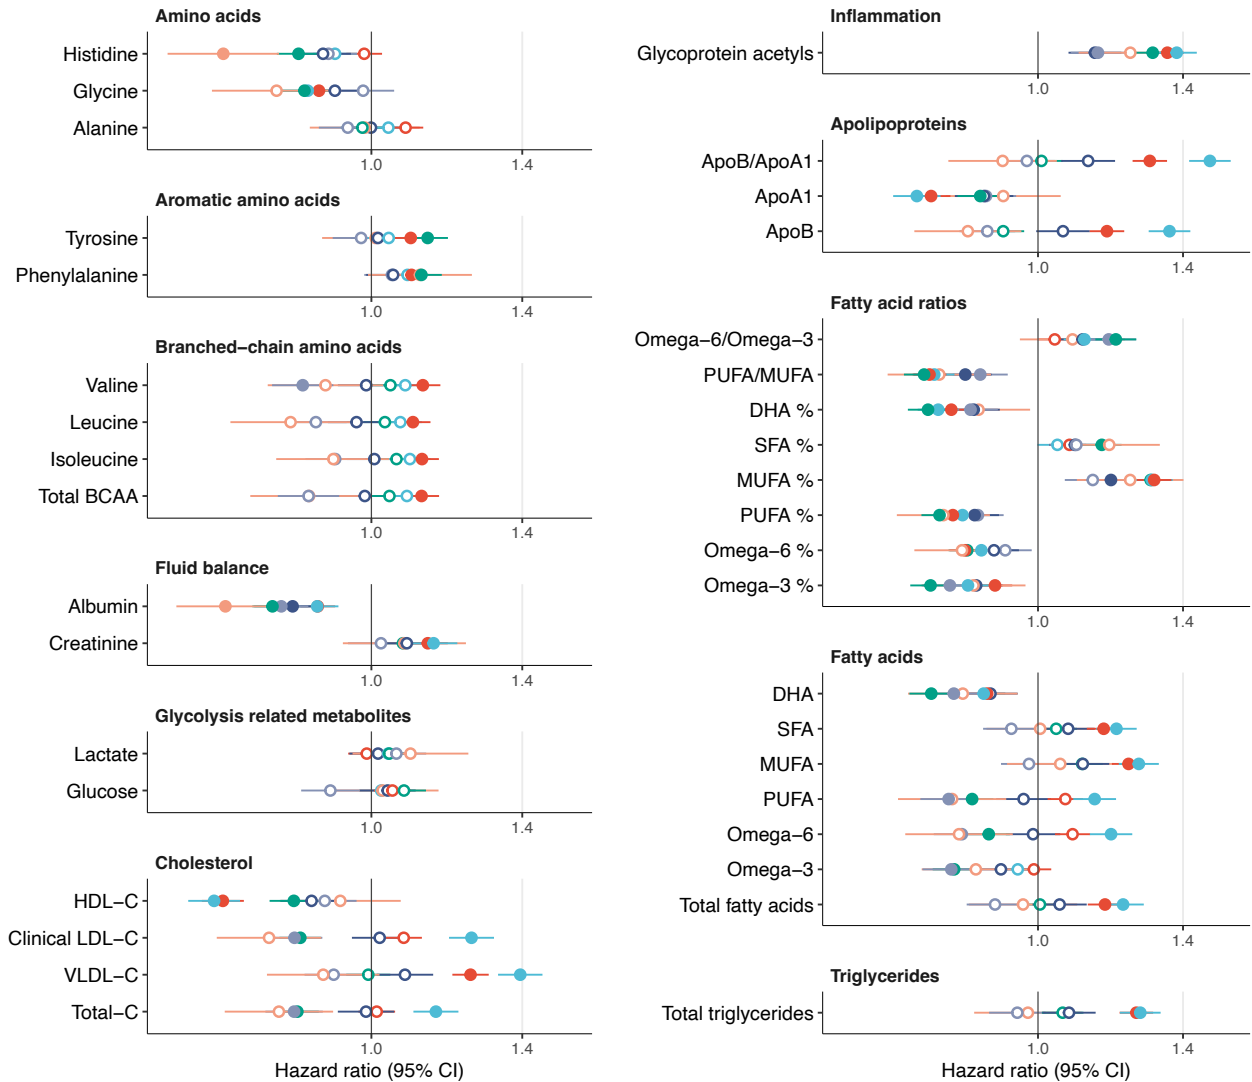 Amino acids
Histidine
Glycine
Alanine
1.0 1.4
Aromatic amino acids
Tyrosine
Phenylalanine
1.0 1.4
Branched−chain amino acids
Valine
Leucine
Isoleucine
Total BCAA
1.0 1.4
Fluid balance
Albumin
Creatinine
1.0 1.4
Glycolysis related metabolites
Lactate
Glucose
1.0 1.4
Cholesterol
HDL−C
Clinical LDL−C
VLDL−C
Total−C
1.0 1.4
Hazard ratio (95% CI)
Inflammation
Glycoprotein acetyls
1.0 1.4
Apolipoproteins
ApoB/ApoA1
ApoA1
ApoB
1.0 1.4
Fatty acid ratios
Omega−6/Omega−3
PUFA/MUFA
DHA %
SFA %
MUFA %
PUFA %
Omega−6 %
Omega−3 %
1.0 1.4
Fatty acids
DHA
SFA
MUFA
PUFA
Omega−6
Omega−3
Total fatty acids
1.0 1.4
Triglycerides
Total triglycerides
1.0 1.4
Hazard ratio (95% CI)